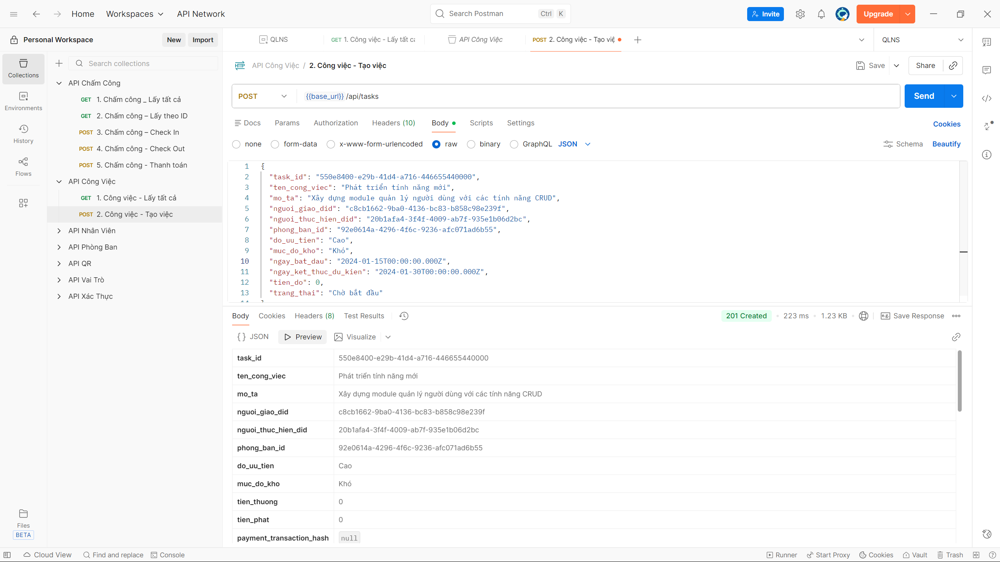 Home Workspaces API Network
Search Postman Ctrl K
Invite Upgrade
Personal Workspace New Import
QLNS
GET 1. Công việc - Lấy tất cả
API Công Việc
POST 2. Công việc - Tạo việ
QLNS
Collections
Environments
History
Flows
Files
BETA
Search collections
API Chấm Công
GET 1. Chấm công _ Lấy tất cả
GET 2. Chấm công – Lấy theo ID
POST 3. Chấm công – Check In
POST 4. Chấm công - Check Out
POST 5. Chấm công - Thanh toán
API Công Việc
GET 1. Công việc - Lấy tất cả
POST 2. Công việc - Tạo việc
API Nhân Viên
API Phòng Ban
API QR
API Vai Trò
API Xác Thực
HTTP API Công Việc / 2. Công việc - Tạo việc
Save Share
POST {{base_url}}/api/tasks
Send
Docs Params Authorization Headers (10) Body Scripts Settings
Cookies
none form-data x-www-form-urlencoded raw binary GraphQL JSON
Schema Beautify
1 {
2 "task_id": "550e8400-e29b-41d4-a716-446655440000",
3 "ten_cong_viec": "Phát triển tính năng mới",
4 "mo_ta": "Xây dựng module quản lý người dùng với các tính năng CRUD",
5 "nguoi_giao_did": "c8cb1662-9ba0-4136-bc83-b858c98e239f",
6 "nguoi_thuc_hien_did": "20b1afa4-3f4f-4009-ab7f-935e1b06d2bc",
7 "phong_ban_id": "92e0614a-4296-4f6c-9236-afc071ad6b55",
8 "do_uu_tien": "Cao",
9 "muc_do_kho": "Khó",
10 "ngay_bat_dau": "2024-01-15T00:00:00.000Z",
11 "ngay_ket_thuc_du_kien": "2024-01-30T00:00:00.000Z",
12 "tien_do": 0,
13 "trang_thai": "Chờ bắt đầu"
14 }
Body Cookies Headers (8) Test Results
201 Created 223 ms 1.23 KB e.g. Save Response
{} JSON Preview Visualize
task_id 550e8400-e29b-41d4-a716-446655440000
ten_cong_viec Phát triển tính năng mới
mo_ta Xây dựng module quản lý người dùng với các tính năng CRUD
nguoi_giao_did c8cb1662-9ba0-4136-bc83-b858c98e239f
nguoi_thuc_hien_did 20b1afa4-3f4f-4009-ab7f-935e1b06d2bc
phong_ban_id 92e0614a-4296-4f6c-9236-afc071ad6b55
do_uu_tien Cao
muc_do_kho Khó
tien_thuong 0
tien_phat 0
payment_transaction_hash null
Cloud View Find and replace Console
Runner Start Proxy Cookies Vault Trash